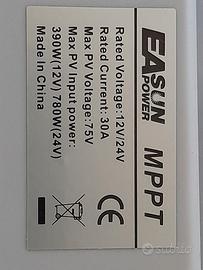 EASUN
POWER
MPPT
Rated Voltage:12V/24V
Rated Current: 30A
Max PV Voltage:75V
Max PV Input power:
390W(12V) 780W(24V)
Made In China
CE
subito